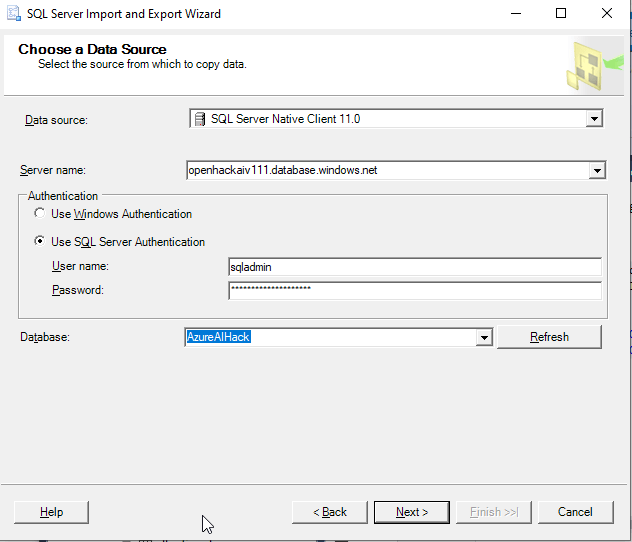 SQL Server Import and Export Wizard
Choose a Data Source
Select the source from which to copy data.
Data source:
SQL Server Native Client 11.0
Server name:
openhackaiv111.database.windows.net
Authentication
Use Windows Authentication
Use SQL Server Authentication
User name:
sqladmin
Password:
********************
Database:
AzureAIHack
Refresh
Help
< Back
Next >
Finish >>|
Cancel